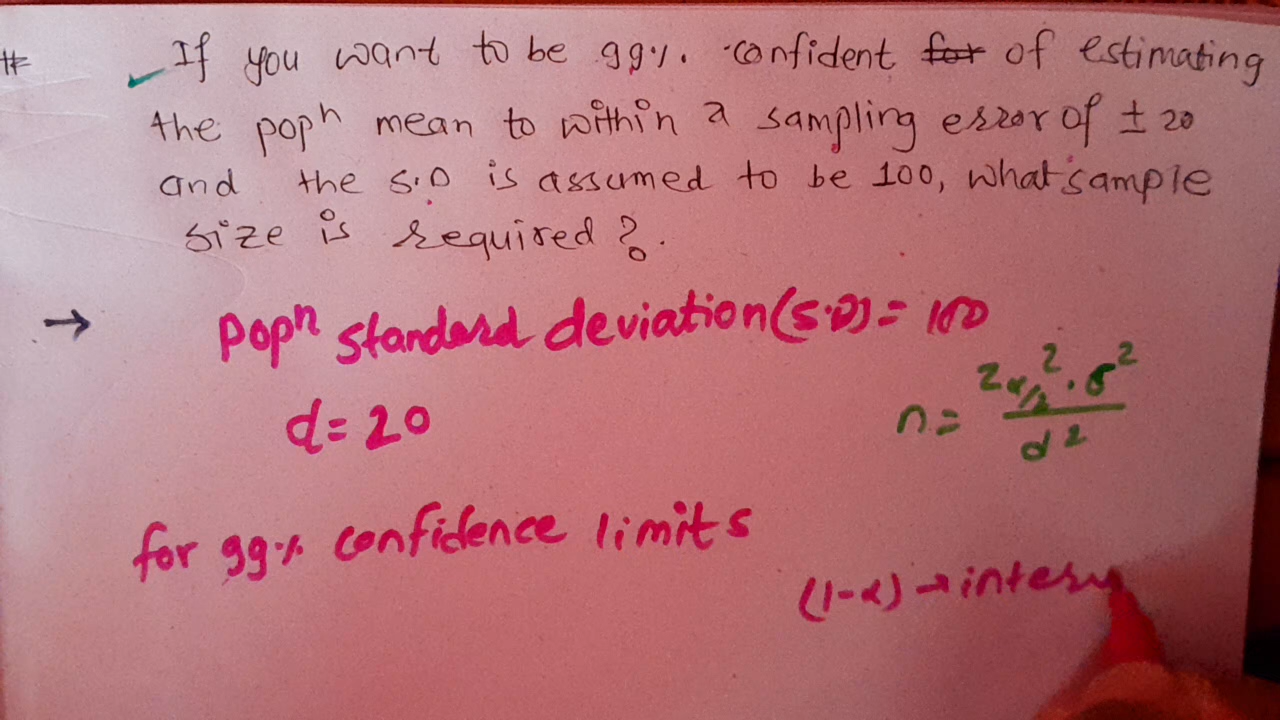 # If you want to be 99%. confident for of estimating
the popⁿ mean to within a sampling error of ± 20
and the S.D is assumed to be 100, what sample
size is required?.
→ Popⁿ standard deviation (S.D) = 100
d = 20
n = Zα/2² · σ² / d²
for 99% confidence limits
(1-α) → interv